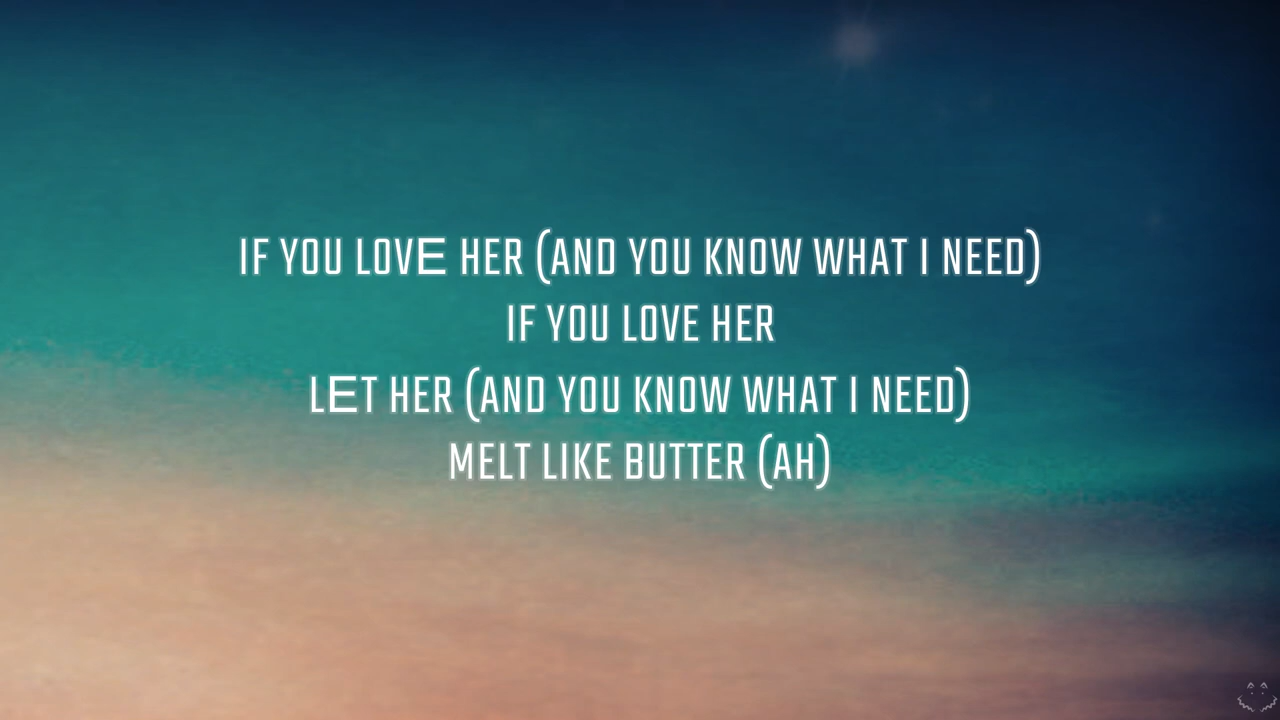 IF YOU LOVE HER (AND YOU KNOW WHAT I NEED)
IF YOU LOVE HER
LET HER (AND YOU KNOW WHAT I NEED)
MELT LIKE BUTTER (AH)